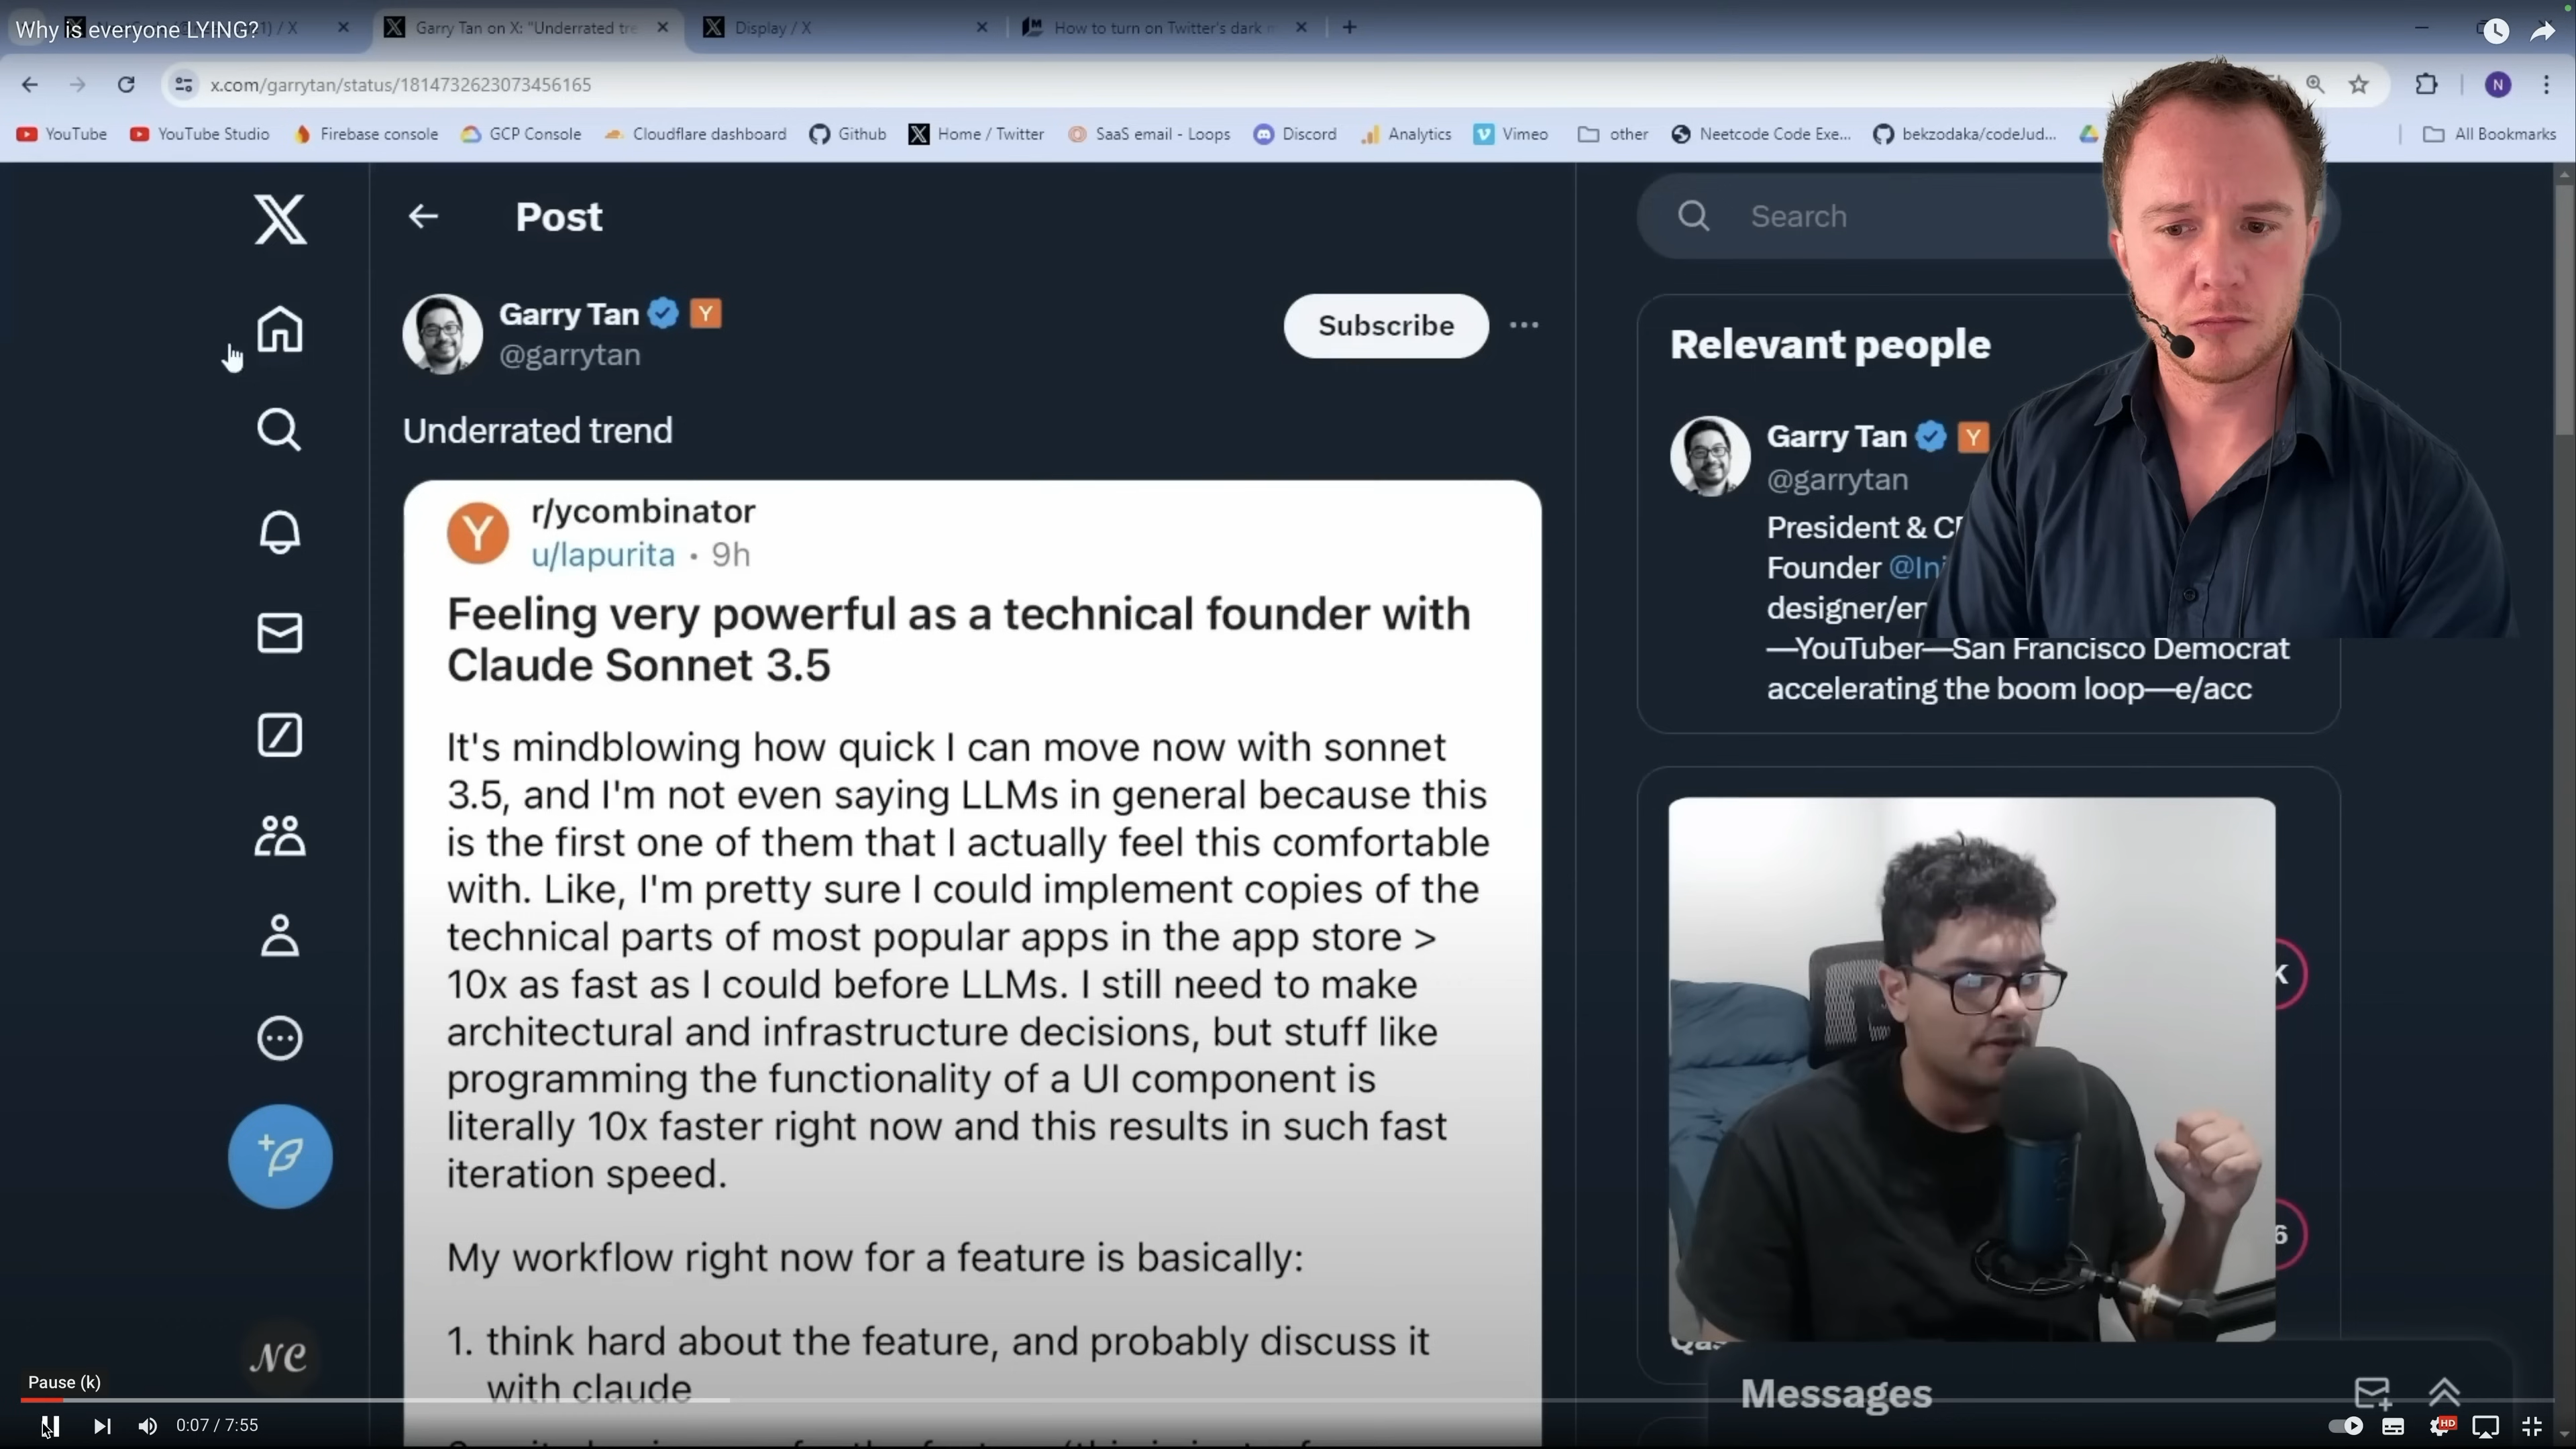 Why is everyone LYING?
1) / X
Garry Tan on X: "Underrated tre
Display / X
How to turn on Twitter's dark m
x.com/garrytan/status/1814732623073456165
N
YouTube
YouTube Studio
Firebase console
GCP Console
Cloudflare dashboard
Github
Home / Twitter
SaaS email - Loops
Discord
Analytics
Vimeo
other
Neetcode Code Exe...
bekzodaka/codeJud...
All Bookmarks
Post
Garry Tan
Y
@garrytan
Subscribe
Underrated trend
Y
r/ycombinator
u/lapurita • 9h
Feeling very powerful as a technical founder with
Claude Sonnet 3.5
It's mindblowing how quick I can move now with sonnet
3.5, and I'm not even saying LLMs in general because this
is the first one of them that I actually feel this comfortable
with. Like, I'm pretty sure I could implement copies of the
technical parts of most popular apps in the app store >
10x as fast as I could before LLMs. I still need to make
architectural and infrastructure decisions, but stuff like
programming the functionality of a UI component is
literally 10x faster right now and this results in such fast
iteration speed.
My workflow right now for a feature is basically:
1. think hard about the feature, and probably discuss it
with claude
Search
Relevant people
Garry Tan
Y
@garrytan
President &
Founder @Ini
designer/en
—YouTuber—San Francisco Democrat
accelerating the boom loop—e/acc
K
6
Messages
NC
Pause (k)
0:07 / 7:55
HD